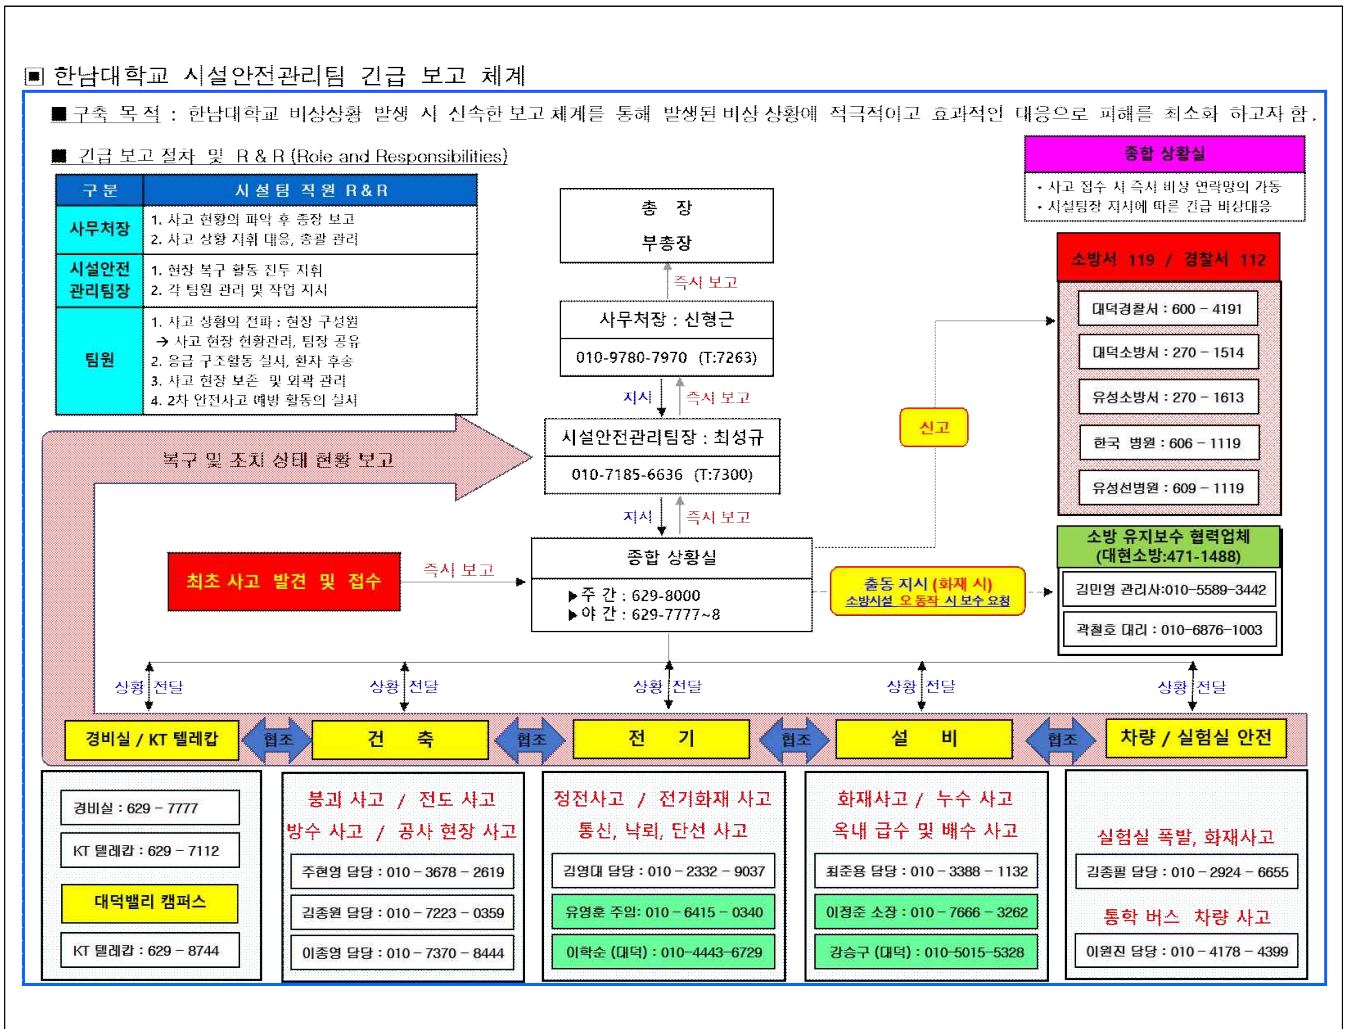 ▣ 한남대학교 시설안전관리팀 긴급 보고 체계
■ 구축 목적 : 한남대학교 비상상황 발생 시 신속한 보고 체계를 통해 발생된 비상 상황에 적극적이고 효과적인 대응으로 피해를 최소화 하고자 함.
■ 긴급 보고 절차 및 R & R (Role and Responsibilities)
구분 시설팀 직원 R&R
사무처장
1. 사고 현황의 파악 후 총장 보고
2. 사고 상황 지휘 대응, 총괄 관리
시설안전
관리팀장
1. 현장 복구 활동 진두 지휘
2. 각 팀원 관리 및 작업 지시
팀원
1. 사고 상황의 전파 : 현장 구성원
→ 사고 현장 현황관리, 팀장 공유
2. 응급 구조활동 실시, 환자 후송
3. 사고 현장 보존 및 외곽 관리
4. 2차 안전사고 예방 활동의 실시
총 장
부총장
즉시 보고
사무처장 : 신형근
010-9780-7970 (T:7263)
지시 즉시 보고
시설안전관리팀장 : 최성규
010-7185-6636 (T:7300)
지시 즉시 보고
종합 상황실
▶주 간 : 629-8000
▶야 간 : 629-7777~8
종합 상황실
• 사고 접수 시 즉시 비상 연락망의 가동
• 시설팀장 지시에 따른 긴급 비상대응
소방서 119 / 경찰서 112
대덕경찰서 : 600 - 4191
대덕소방서 : 270 - 1514
유성소방서 : 270 - 1613
한국 병원 : 606 - 1119
유성선병원 : 609 - 1119
신고
소방 유지보수 협력업체
(대현소방:471-1488)
김민영 관리사:010-5589-3442
곽철호 대리 : 010-6876-1003
출동 지시 (화재 시)
소방시설 오동작 시 보수 요청
복구 및 조치 상태 현황 보고
최초 사고 발견 및 접수
즉시 보고
상황 전달 상황 전달 상황 전달 상황 전달 상황 전달
경비실 / KT 텔레캅 협조 건 축 협조 전 기 협조 설 비 협조 차량 / 실험실 안전
경비실 : 629 - 7777
KT 텔레캅 : 629 - 7112
대덕밸리 캠퍼스
KT 텔레캅 : 629 - 8744
붕괴 사고 / 전도 사고
방수 사고 / 공사 현장 사고
주현영 담당 : 010 - 3678 - 2619
김종원 담당 : 010 - 7223 - 0359
이종영 담당 : 010 - 7370 - 8444
정전사고 / 전기화재 사고
통신, 낙뢰, 단선 사고
김영대 담당 : 010 - 2332 - 9037
유영훈 주임: 010 - 6415 - 0340
이학순 (대덕) : 010-4443-6729
화재사고 / 누수 사고
옥내 급수 및 배수 사고
최준용 담당 : 010 - 3388 - 1132
이정준 소장 : 010 - 7666 - 3262
강승구 (대덕) : 010-5015-5328
실험실 폭발, 화재사고
김종필 담당 : 010 - 2924 - 6655
통학 버스 차량 사고
이원진 담당 : 010 - 4178 - 4399